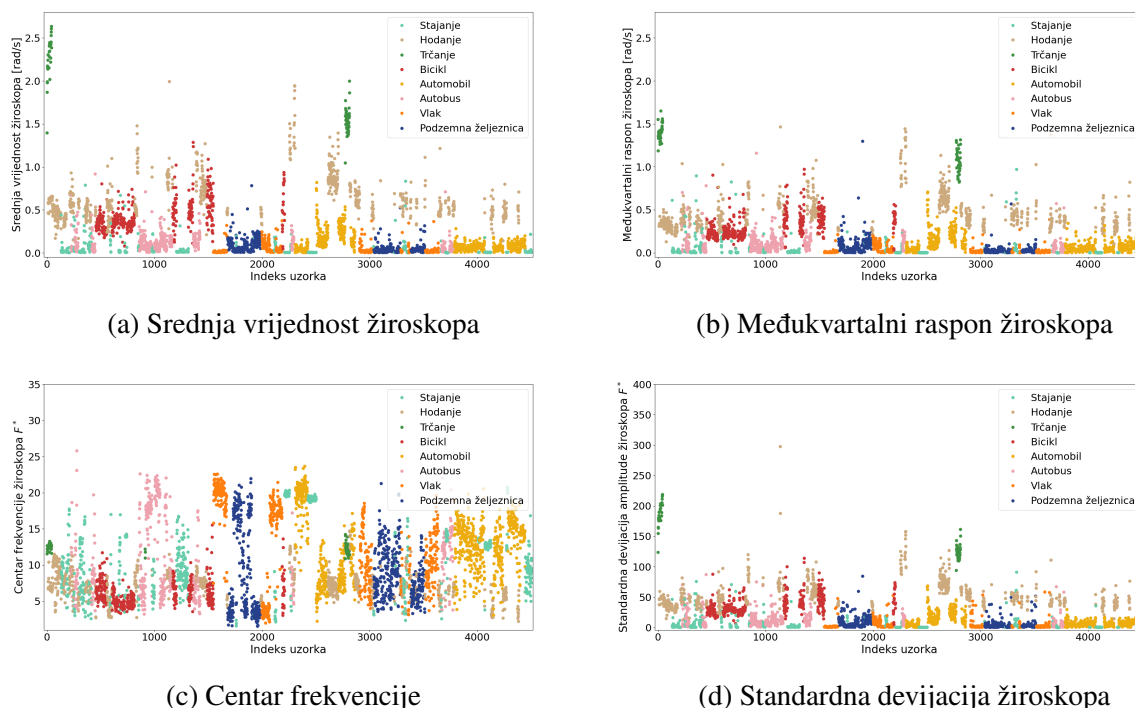 Srednja vrijednost žiroskopa [rad/s]
2.5
2.0
1.5
1.0
0.5
0.0
Stajanje
Hodanje
Trčanje
Bicikl
Automobil
Autobus
Vlak
Podzemna željeznica
0
1000
2000
3000
4000
Indeks uzorka
(a) Srednja vrijednost žiroskopa
Međukvartalni raspon žiroskopa [rad/s]
2.5
2.0
1.5
1.0
0.5
0.0
Stajanje
Hodanje
Trčanje
Bicikl
Automobil
Autobus
Vlak
Podzemna željeznica
0
1000
2000
3000
4000
Indeks uzorka
(b) Međukvartalni raspon žiroskopa
Centar frekvencije žiroskopa F*
35
30
25
20
15
10
5
Stajanje
Hodanje
Trčanje
Bicikl
Automobil
Autobus
Vlak
Podzemna željeznica
0
1000
2000
3000
4000
Indeks uzorka
(c) Centar frekvencije
Standardna devijacija amplitude žiroskopa F*
400
350
300
250
200
150
100
50
0
Stajanje
Hodanje
Trčanje
Bicikl
Automobil
Autobus
Vlak
Podzemna željeznica
0
1000
2000
3000
4000
Indeks uzorka
(d) Standardna devijacija žiroskopa